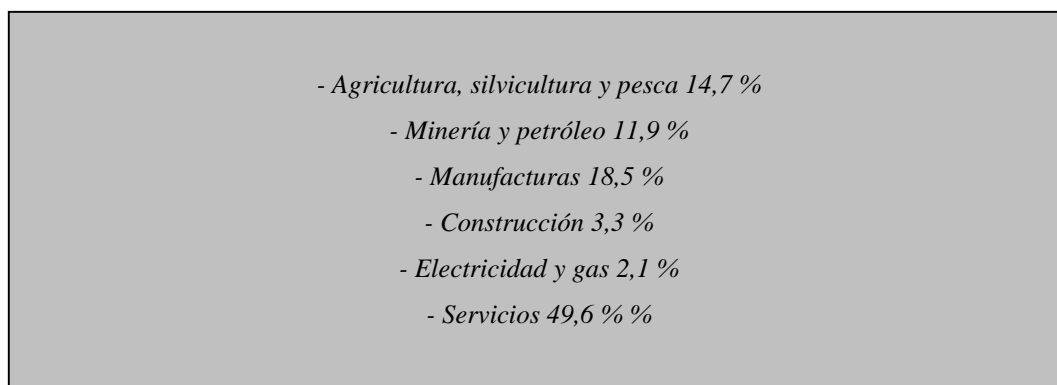 - Agricultura, silvicultura y pesca 14,7 %
- Minería y petróleo 11,9 %
- Manufacturas 18,5 %
- Construcción 3,3 %
- Electricidad y gas 2,1 %
- Servicios 49,6 % %